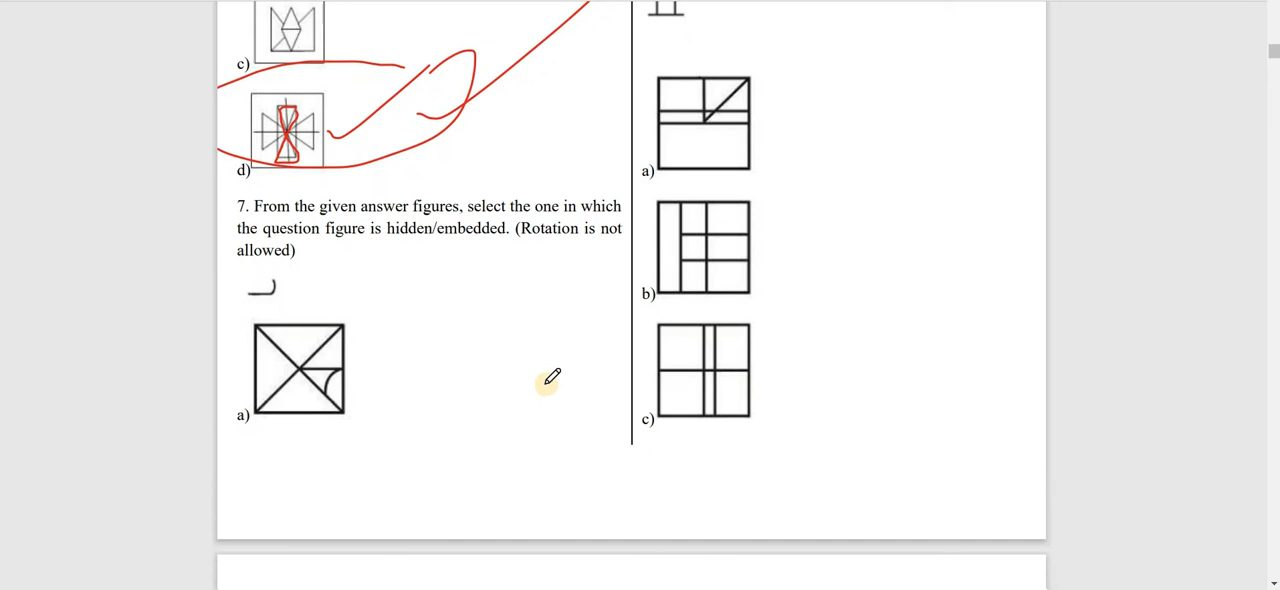 c)
d)
7. From the given answer figures, select the one in which
the question figure is hidden/embedded. (Rotation is not
allowed)
a)
a)
b)
c)